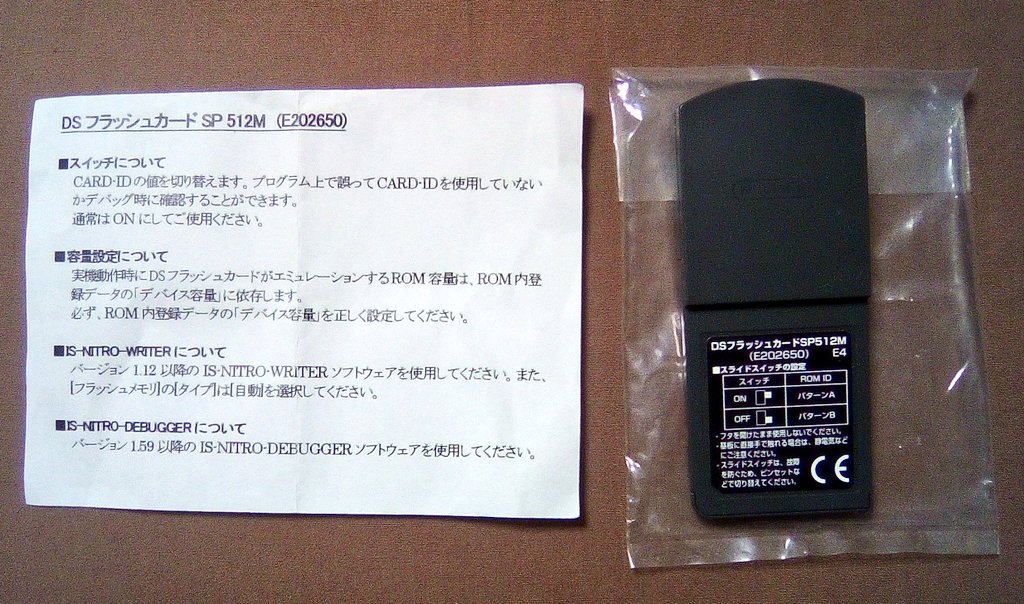 DS フラッシュカード SP 512M (E202650)
■スイッチについて
CARD-ID の値を切り替えます。プログラム上で誤って CARD-ID を使用していない
かデバッグ時に確認することができます。
通常は ON にしてご使用ください。
■容量設定について
実機動作時に DS フラッシュカードがエミュレーションする ROM 容量は、ROM 内登
録データの「デバイス容量」に依存します。
必ず、ROM 内登録データの「デバイス容量」を正しく設定してください。
■IS-NITRO-WRITER について
バージョン 1.12 以降の IS-NITRO-WRITER ソフトウェアを使用してください。また、
[フラッシュメモリ]の[タイプ]は[自動]を選択してください。
■IS-NITRO-DEBUGGER について
バージョン 1.59 以降の IS-NITRO-DEBUGGER ソフトウェアを使用してください。
DSフラッシュカードSP512M
(E202650) E4
■スライドスイッチの設定
スイッチ ROM ID
ON パターンA
OFF パターンB
・フタを開けたまま使用しないでください。
・基板に直接手で触れる場合は、静電気など
にご注意ください。
・スライドスイッチは、故障
を防ぐため、ピンセットな
どで切り替えてください。
CE